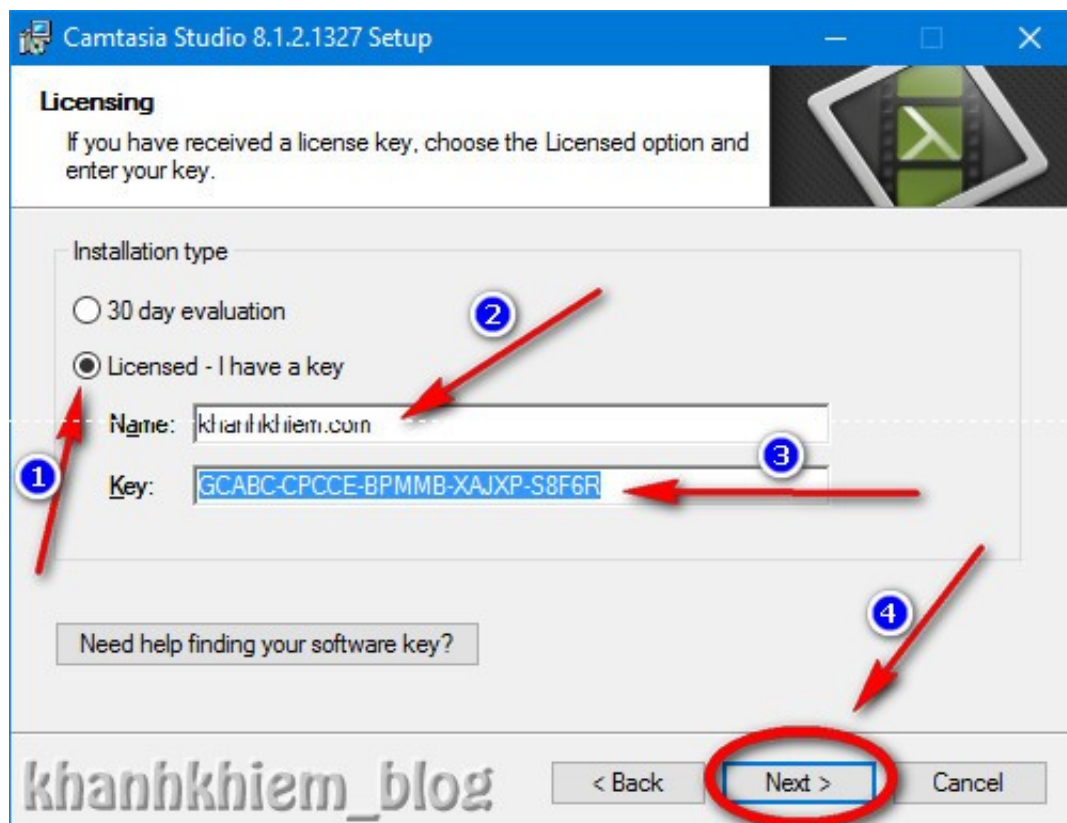 Camtasia Studio 8.1.2.1327 Setup
Licensing
If you have received a license key, choose the Licensed option and
enter your key.
Installation type
30 day evaluation
2
Licensed - I have a key
Name: khanhkhiem.com
1
3
Key: GCABC-CPCCE-BPMMB-XAJXP-S8F6R
4
Need help finding your software key?
khanhkhiem_blog
< Back Next > Cancel